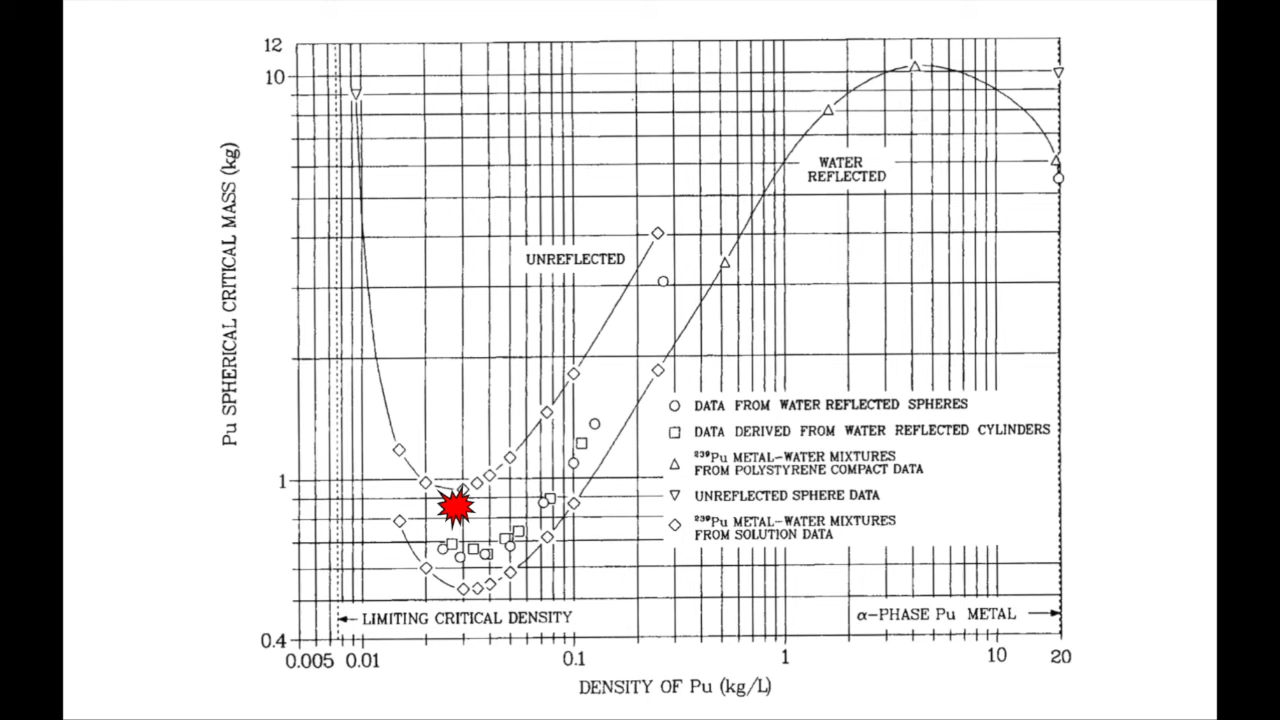 12
10
1
0.4
Pu SPHERICAL CRITICAL MASS (kg)
UNREFLECTED
WATER
REFLECTED
DATA FROM WATER REFLECTED SPHERES
DATA DERIVED FROM WATER REFLECTED CYLINDERS
²³⁹Pu METAL-WATER MIXTURES
FROM POLYSTYRENE COMPACT DATA
UNREFLECTED SPHERE DATA
²³⁹Pu METAL-WATER MIXTURES
FROM SOLUTION DATA
LIMITING CRITICAL DENSITY
α-PHASE Pu METAL
0.005 0.01 0.1 1 10 20
DENSITY OF Pu (kg/L)